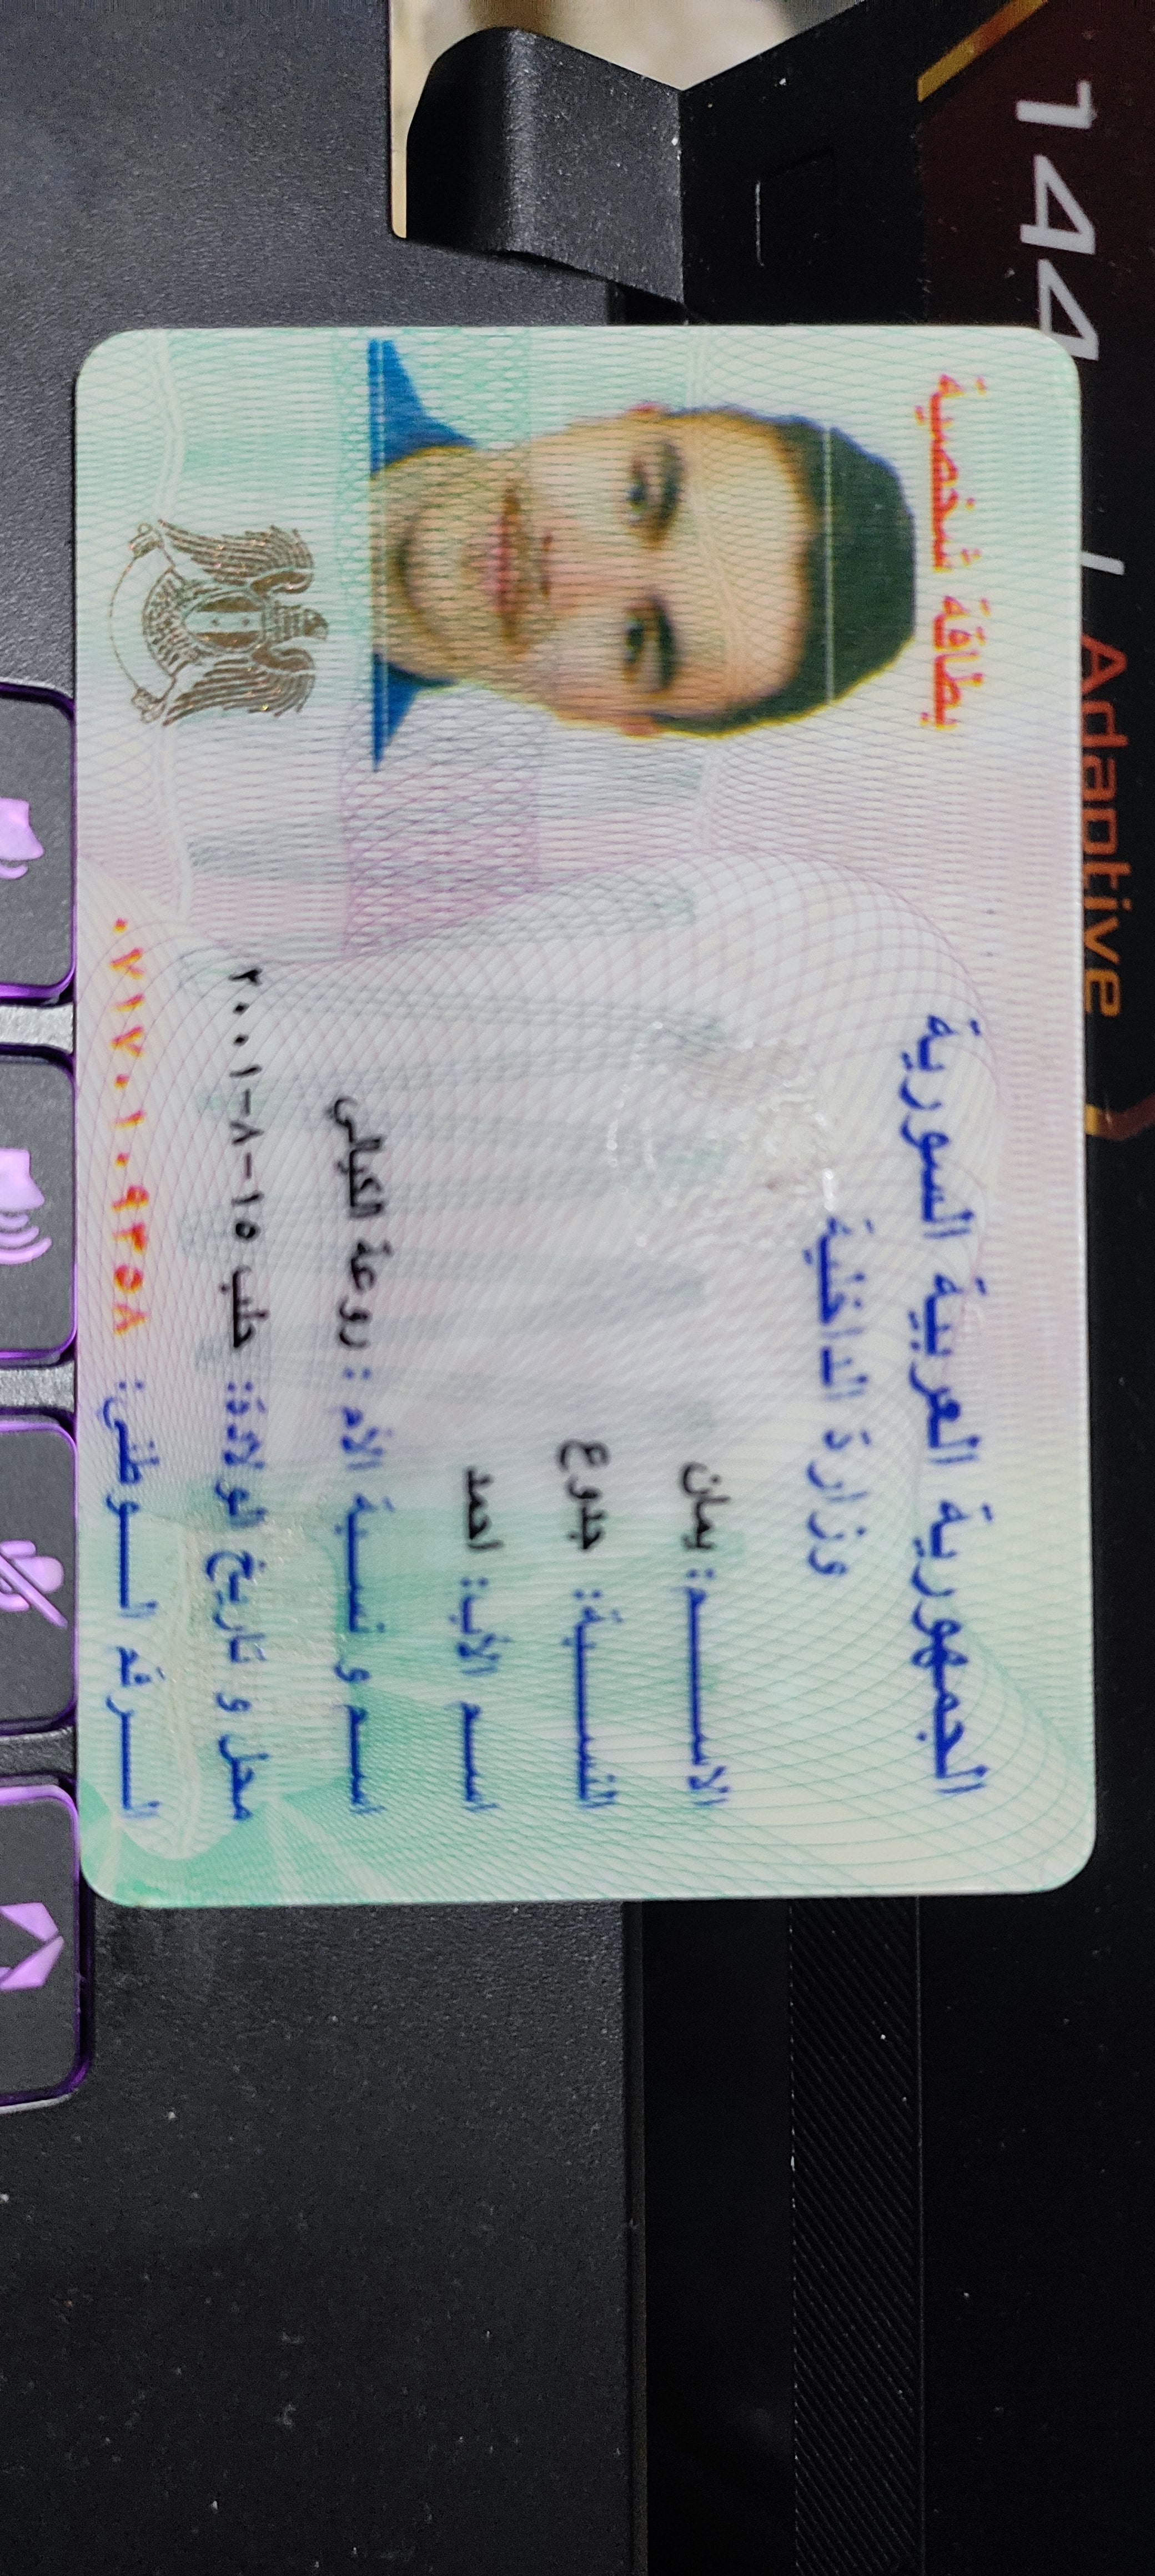 بطاقة شخصية
الجمهورية العربية السورية
وزارة الداخلية
الاسم: يمان
النسبة: جدوع
اسم الأب: احمد
اسم و نسبة الأم: روعة الكيالي
محل و تاريخ الولادة: حلب ١٥-٨-٢٠٠١
الرقم الوطني: ٠٧١٧٠١٠٩٣٥٨
144
Adaptive